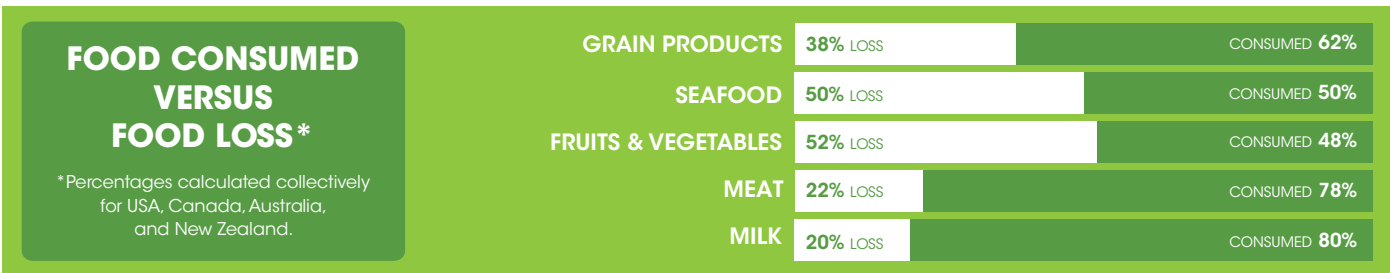 FOOD CONSUMED
VERSUS
FOOD LOSS*
*Percentages calculated collectively
for USA, Canada, Australia,
and New Zealand.
GRAIN PRODUCTS 38% LOSS CONSUMED 62%
SEAFOOD 50% LOSS CONSUMED 50%
FRUITS & VEGETABLES 52% LOSS CONSUMED 48%
MEAT 22% LOSS CONSUMED 78%
MILK 20% LOSS CONSUMED 80%